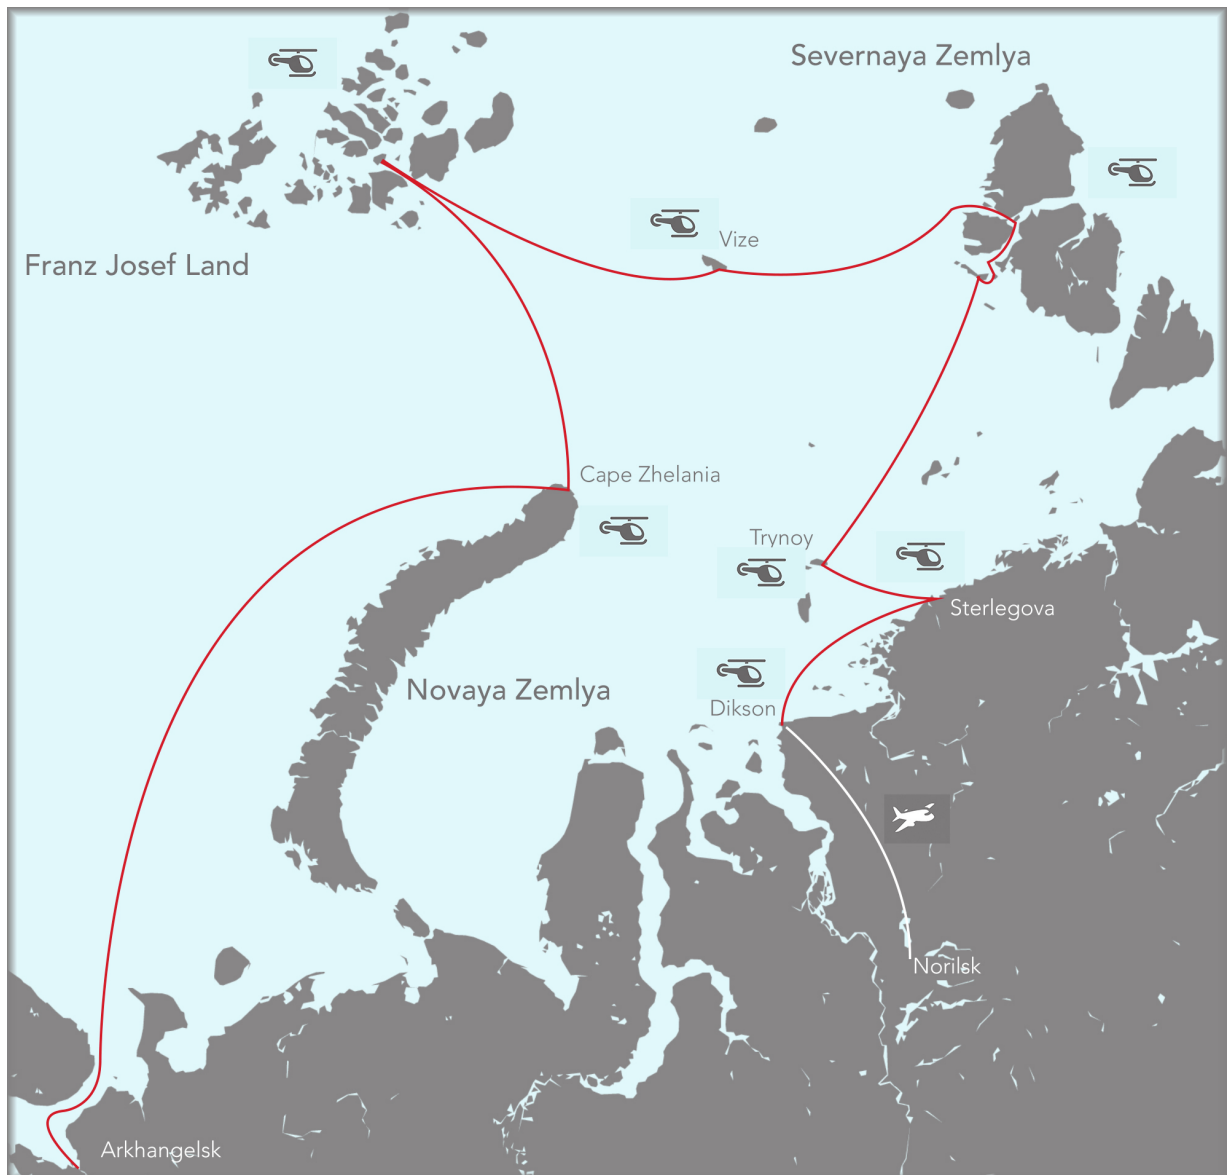 Severnaya Zemlya
Vize
Franz Josef Land
Cape Zhelania
Trynoy
Sterlegova
Novaya Zemlya
Dikson
Norilsk
Arkhangelsk